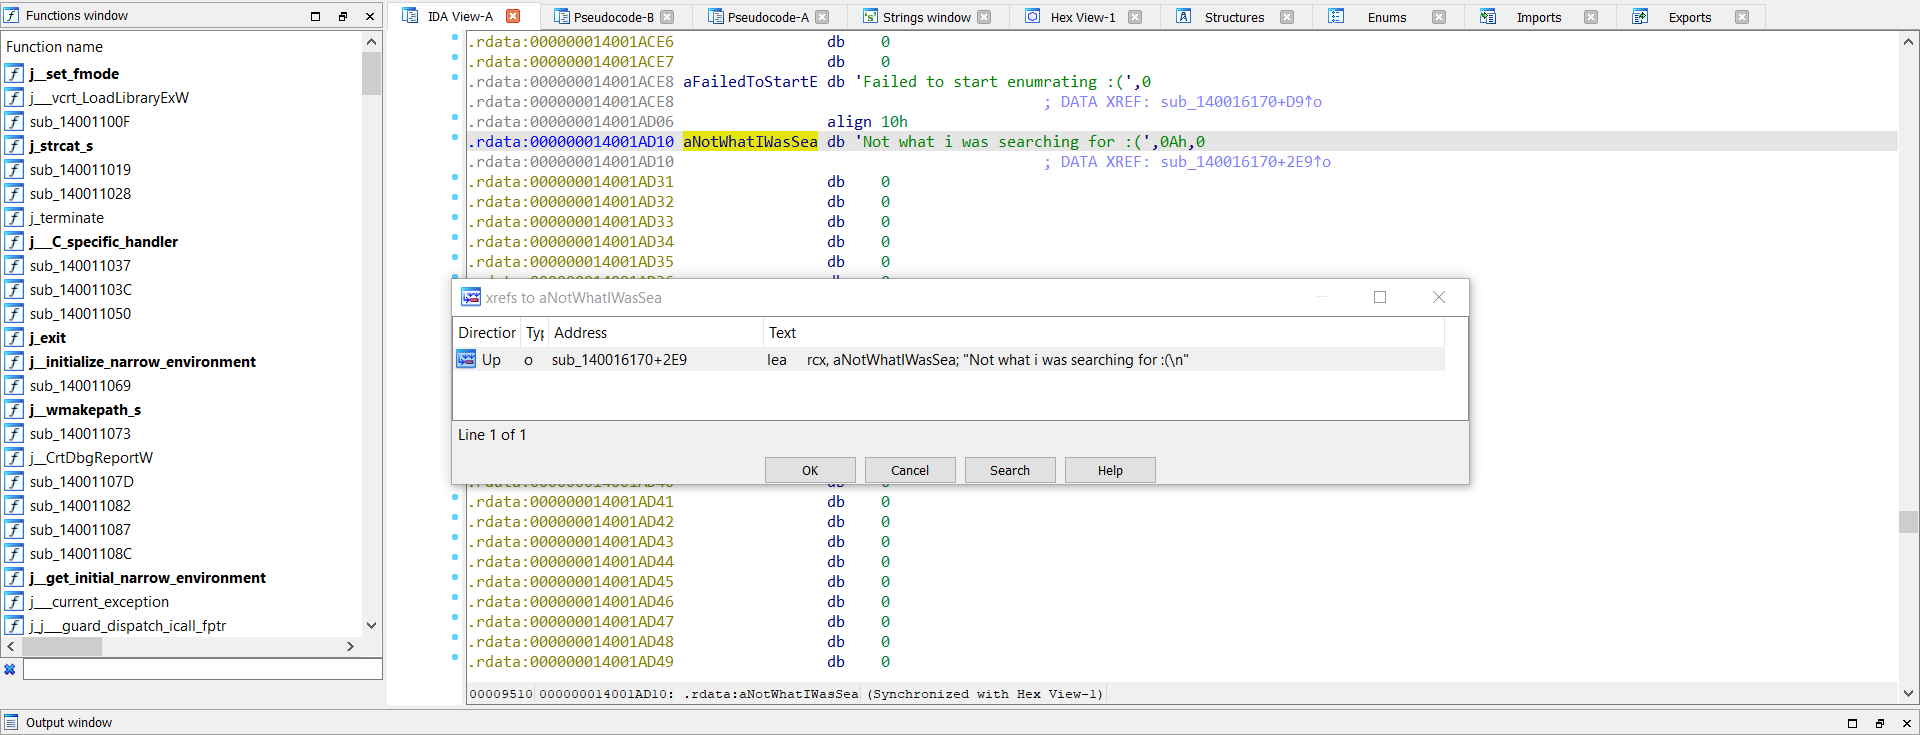 Functions window
Function name
j__set_fmode
j___vcrt_LoadLibraryExW
sub_14001100F
j_strcat_s
sub_140011019
sub_140011028
j_terminate
j___C_specific_handler
sub_140011037
sub_14001103C
sub_140011050
j_exit
j__initialize_narrow_environment
sub_140011069
j__wmakepath_s
sub_140011073
j__CrtDbgReportW
sub_14001107D
sub_140011082
sub_140011087
sub_14001108C
j__get_initial_narrow_environment
j___current_exception
j_j___guard_dispatch_icall_fptr
IDA View-A Pseudocode-B Pseudocode-A Strings window Hex View-1 Structures Enums Imports Exports
.rdata:000000014001ACE6 db 0
.rdata:000000014001ACE7 db 0
.rdata:000000014001ACE8 aFailedToStartE db 'Failed to start enumrating :(',0
.rdata:000000014001ACE8 ; DATA XREF: sub_140016170+D9↑o
.rdata:000000014001AD06 align 10h
.rdata:000000014001AD10 aNotWhatIWasSea db 'Not what i was searching for :(',0Ah,0
.rdata:000000014001AD10 ; DATA XREF: sub_140016170+2E9↑o
.rdata:000000014001AD31 db 0
.rdata:000000014001AD32 db 0
.rdata:000000014001AD33 db 0
.rdata:000000014001AD34 db 0
.rdata:000000014001AD35 db 0
xrefs to aNotWhatIWasSea
Direction Typ Address Text
Up o sub_140016170+2E9 lea rcx, aNotWhatIWasSea; "Not what i was searching for :(\n"
Line 1 of 1
OK Cancel Search Help
.rdata:000000014001AD41 db 0
.rdata:000000014001AD42 db 0
.rdata:000000014001AD43 db 0
.rdata:000000014001AD44 db 0
.rdata:000000014001AD45 db 0
.rdata:000000014001AD46 db 0
.rdata:000000014001AD47 db 0
.rdata:000000014001AD48 db 0
.rdata:000000014001AD49 db 0
00009510 000000014001AD10: .rdata:aNotWhatIWasSea (Synchronized with Hex View-1)
Output window